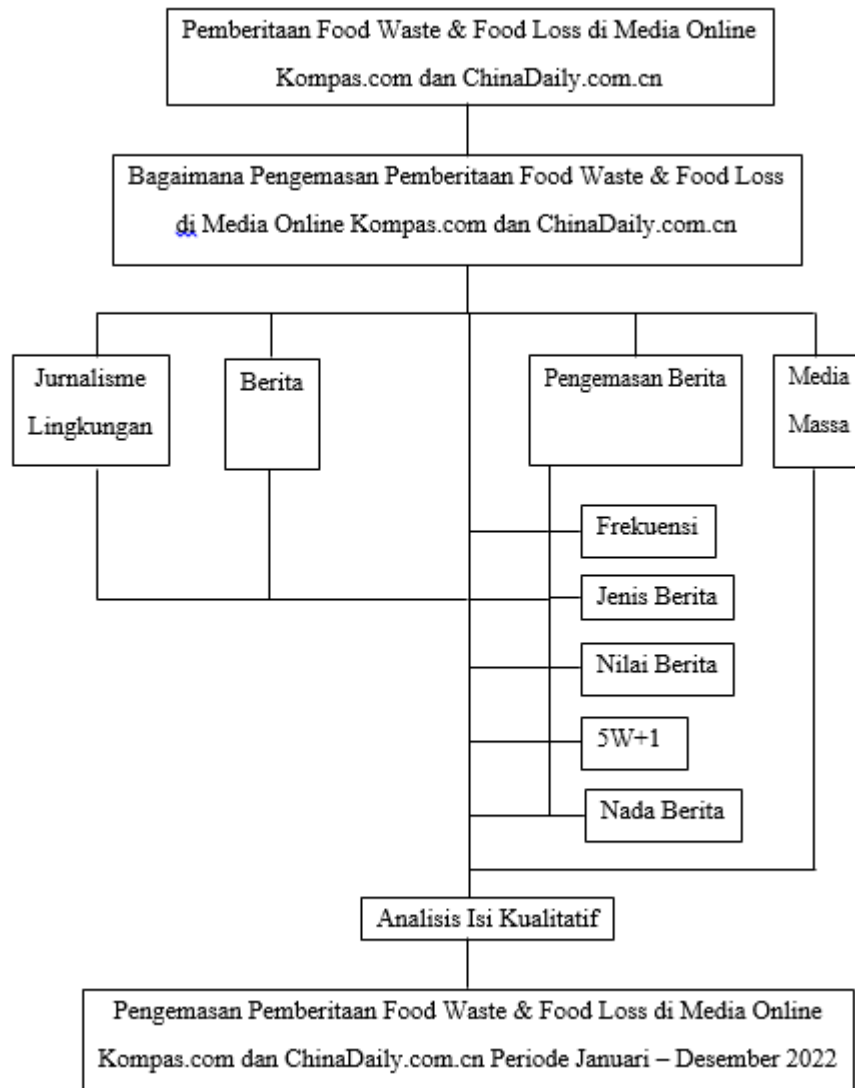 Pemberitaan Food Waste & Food Loss di Media Online
Kompas.com dan ChinaDaily.com.cn
Bagaimana Pengemasan Pemberitaan Food Waste & Food Loss
di Media Online Kompas.com dan ChinaDaily.com.cn
Jurnalisme
Lingkungan
Berita
Pengemasan Berita
Media
Massa
Frekuensi
Jenis Berita
Nilai Berita
5W+1
Nada Berita
Analisis Isi Kualitatif
Pengemasan Pemberitaan Food Waste & Food Loss di Media Online
Kompas.com dan ChinaDaily.com.cn Periode Januari – Desember 2022